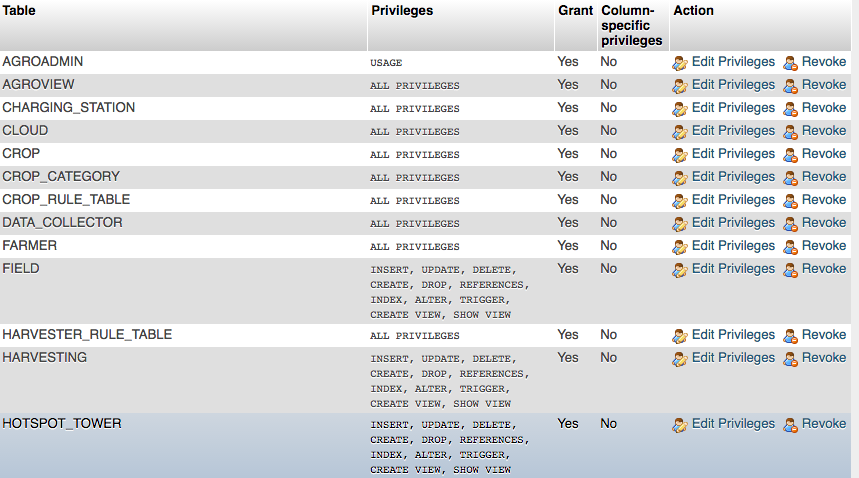 Table Privileges Grant Column-specific privileges Action
AGROADMIN USAGE Yes No Edit Privileges Revoke
AGROVIEW ALL PRIVILEGES Yes No Edit Privileges Revoke
CHARGING_STATION ALL PRIVILEGES Yes No Edit Privileges Revoke
CLOUD ALL PRIVILEGES Yes No Edit Privileges Revoke
CROP ALL PRIVILEGES Yes No Edit Privileges Revoke
CROP_CATEGORY ALL PRIVILEGES Yes No Edit Privileges Revoke
CROP_RULE_TABLE ALL PRIVILEGES Yes No Edit Privileges Revoke
DATA_COLLECTOR ALL PRIVILEGES Yes No Edit Privileges Revoke
FARMER ALL PRIVILEGES Yes No Edit Privileges Revoke
FIELD INSERT, UPDATE, DELETE, Yes No Edit Privileges Revoke
CREATE, DROP, REFERENCES,
INDEX, ALTER, TRIGGER,
CREATE VIEW, SHOW VIEW
HARVESTER_RULE_TABLE ALL PRIVILEGES Yes No Edit Privileges Revoke
HARVESTING INSERT, UPDATE, DELETE, Yes No Edit Privileges Revoke
CREATE, DROP, REFERENCES,
INDEX, ALTER, TRIGGER,
CREATE VIEW, SHOW VIEW
HOTSPOT_TOWER INSERT, UPDATE, DELETE, Yes No Edit Privileges Revoke
CREATE, DROP, REFERENCES,
INDEX, ALTER, TRIGGER,
CREATE VIEW, SHOW VIEW